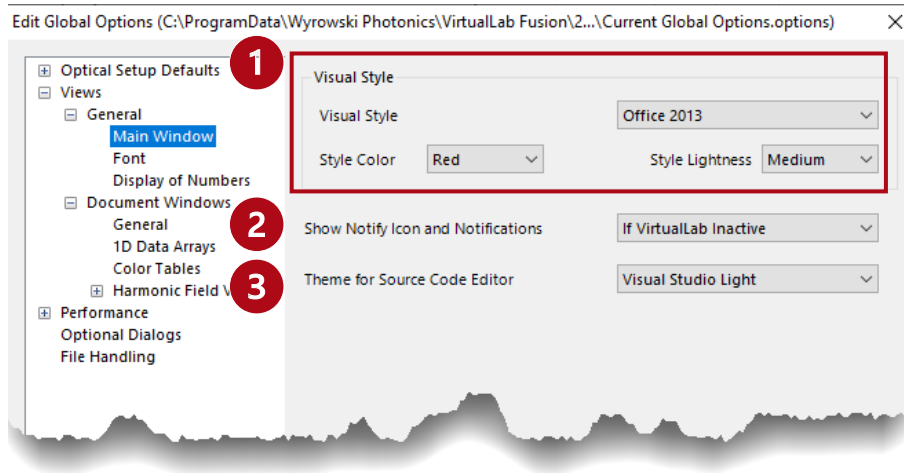 Edit Global Options (C:\ProgramData\Wyrowski Photonics\VirtualLab Fusion\2...\Current Global Options.options)
1
Optical Setup Defaults
Views
General
Main Window
Font
Display of Numbers
Document Windows
General
1D Data Arrays
Color Tables
Harmonic Field
Performance
Optional Dialogs
File Handling
Visual Style
Visual Style Office 2013
Style Color Red Style Lightness Medium
2
Show Notify Icon and Notifications If VirtualLab Inactive
3
Theme for Source Code Editor Visual Studio Light